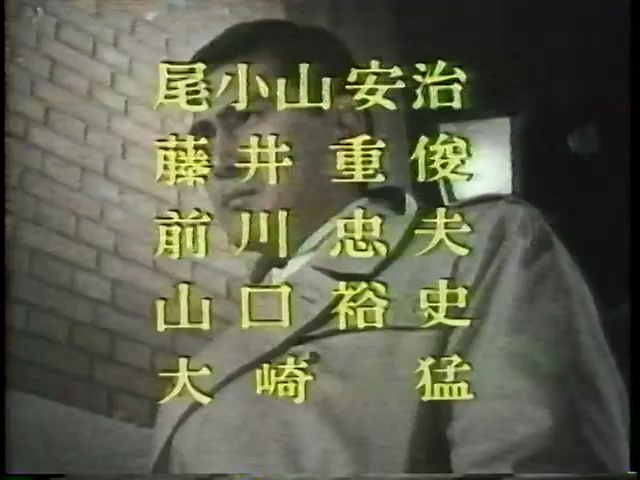 尾小山安治
藤井重俊
前川忠夫
山口裕史
大崎猛